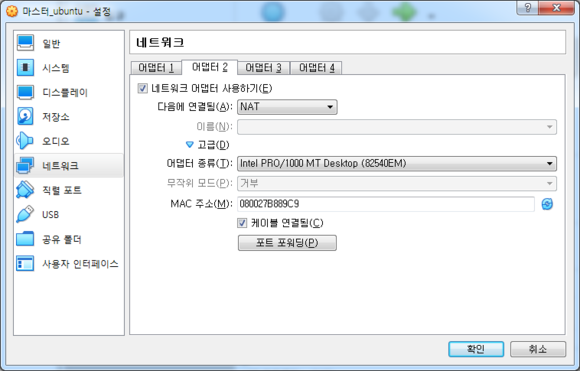 마스터_ubuntu - 설정
일반
시스템
디스플레이
저장소
오디오
네트워크
직렬 포트
USB
공유 폴더
사용자 인터페이스
네트워크
어댑터 1 어댑터 2 어댑터 3 어댑터 4
네트워크 어댑터 사용하기(E)
다음에 연결됨(A): NAT
이름(N):
고급(D)
어댑터 종류(T): Intel PRO/1000 MT Desktop (82540EM)
무작위 모드(P): 거부
MAC 주소(M): 080027B889C9
케이블 연결됨(C)
포트 포워딩(P)
확인 취소